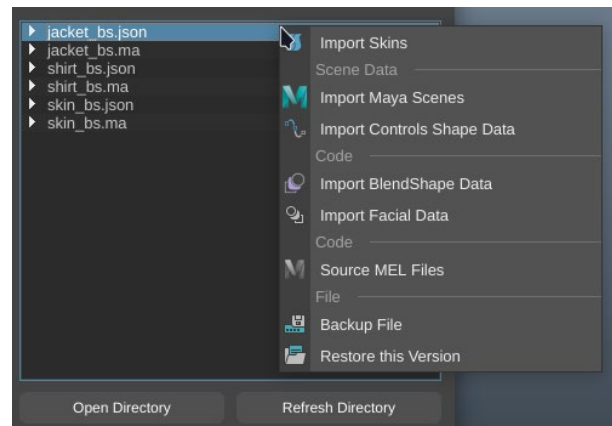 jacket_bs.json
jacket_bs.ma
shirt_bs.json
shirt_bs.ma
skin_bs.json
skin_bs.ma
Import Skins
Scene Data
Import Maya Scenes
Import Controls Shape Data
Code
Import BlendShape Data
Import Facial Data
Code
Source MEL Files
File
Backup File
Restore this Version
Open Directory
Refresh Directory